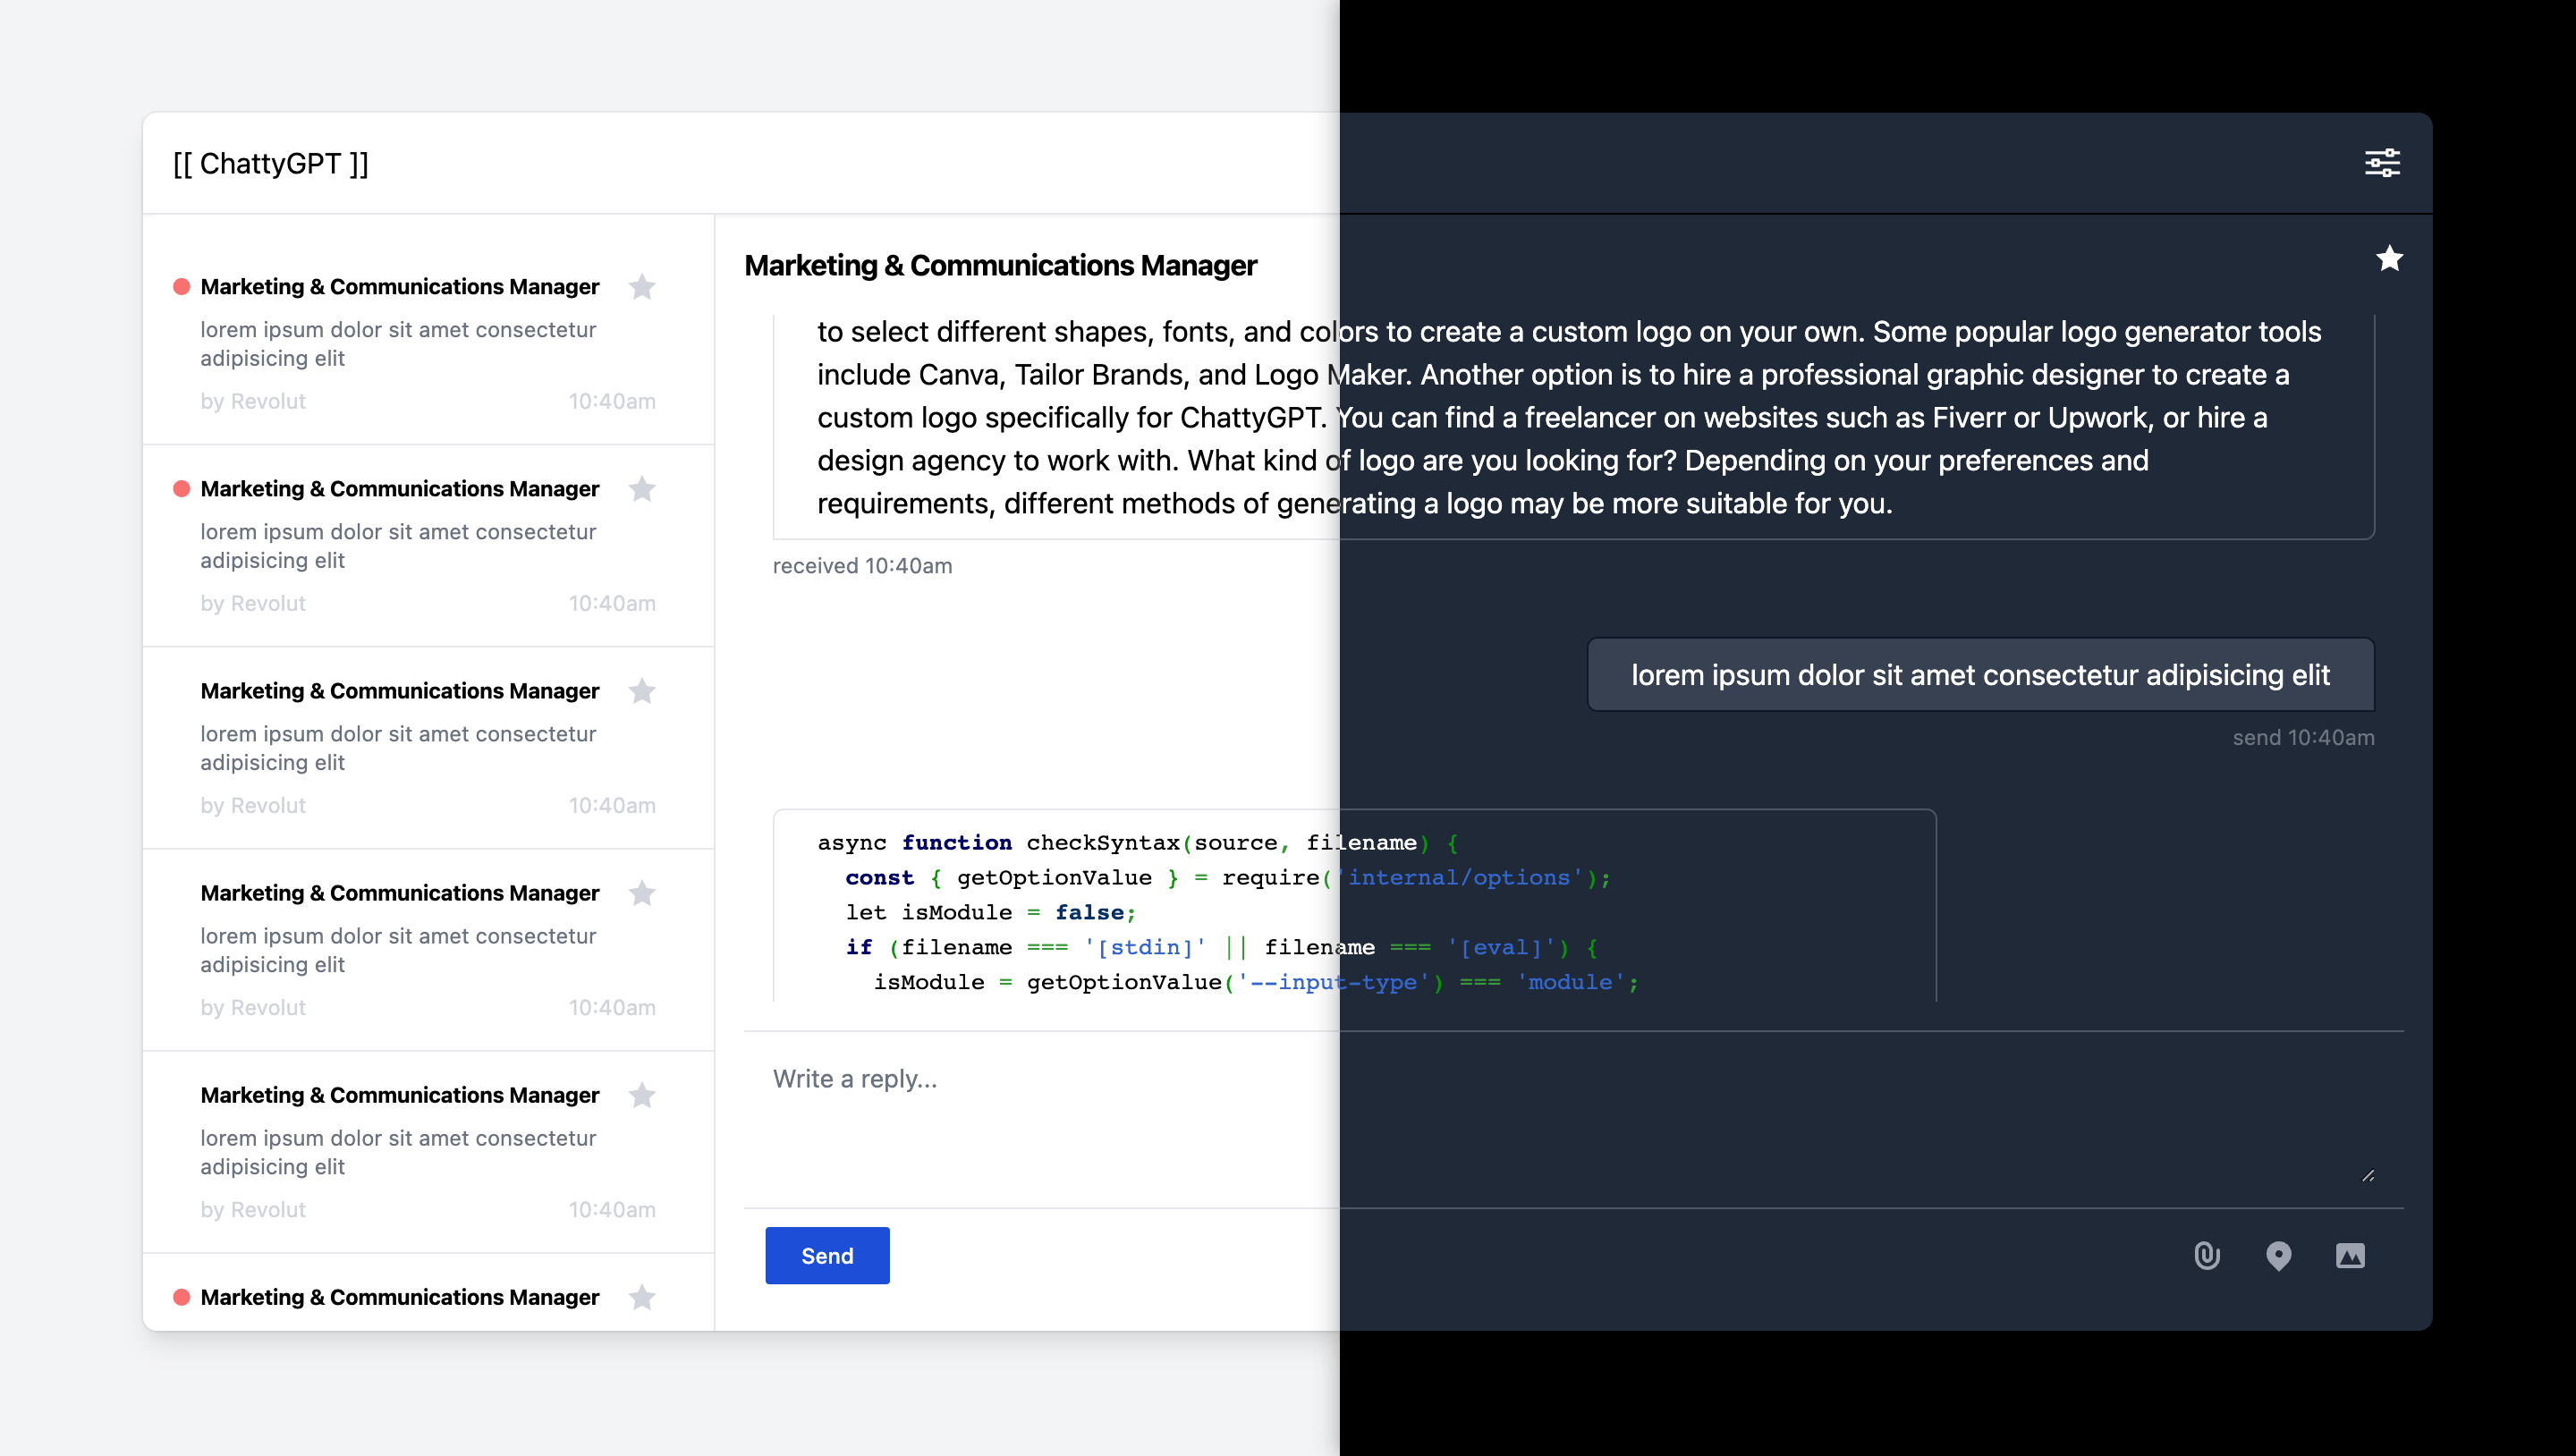 [[ ChattyGPT ]]
Marketing & Communications Manager
lorem ipsum dolor sit amet consectetur
adipisicing elit
by Revolut 10:40am
Marketing & Communications Manager
lorem ipsum dolor sit amet consectetur
adipisicing elit
by Revolut 10:40am
Marketing & Communications Manager
lorem ipsum dolor sit amet consectetur
adipisicing elit
by Revolut 10:40am
Marketing & Communications Manager
lorem ipsum dolor sit amet consectetur
adipisicing elit
by Revolut 10:40am
Marketing & Communications Manager
lorem ipsum dolor sit amet consectetur
adipisicing elit
by Revolut 10:40am
Marketing & Communications Manager
Marketing & Communications Manager
to select different shapes, fonts, and colors to create a custom logo on your own. Some popular logo generator tools
include Canva, Tailor Brands, and Logo Maker. Another option is to hire a professional graphic designer to create a
custom logo specifically for ChattyGPT. You can find a freelancer on websites such as Fiverr or Upwork, or hire a
design agency to work with. What kind of logo are you looking for? Depending on your preferences and
requirements, different methods of generating a logo may be more suitable for you.
received 10:40am
lorem ipsum dolor sit amet consectetur adipisicing elit
send 10:40am
async function checkSyntax(source, filename) {
const { getOptionValue } = require('internal/options');
let isModule = false;
if (filename === '[stdin]' || filename === '[eval]') {
isModule = getOptionValue('--input-type') === 'module';
Write a reply...
Send